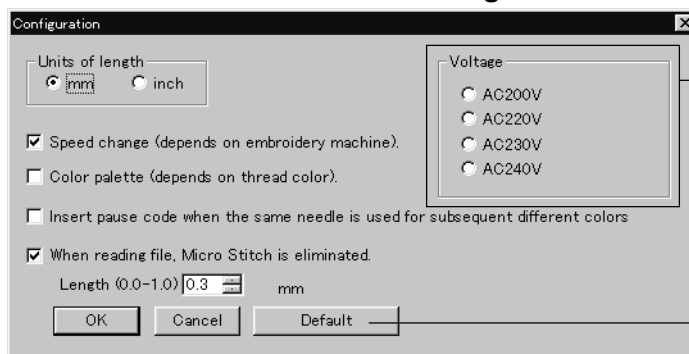 Configuration
Units of length
mm inch
Voltage
AC200V
AC220V
AC230V
AC240V
Speed change (depends on embroidery machine).
Color palette (depends on thread color).
Insert pause code when the same needle is used for subsequent different colors
When reading file, Micro Stitch is eliminated.
Length (0.0-1.0) 0.3 mm
OK Cancel Default